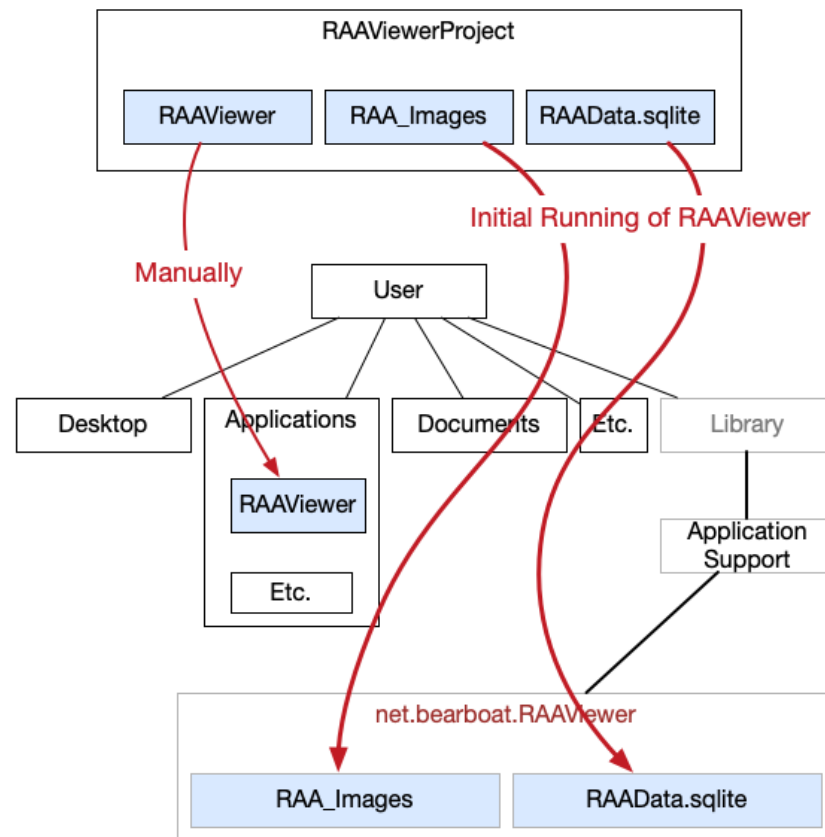 RAAViewerProject
RAAViewer
RAA_Images
RAAData.sqlite
Initial Running of RAAViewer
Manually
User
Desktop
Applications
Documents
Etc.
Library
RAAViewer
Application
Support
Etc.
net.bearboat.RAAViewer
RAA_Images
RAAData.sqlite